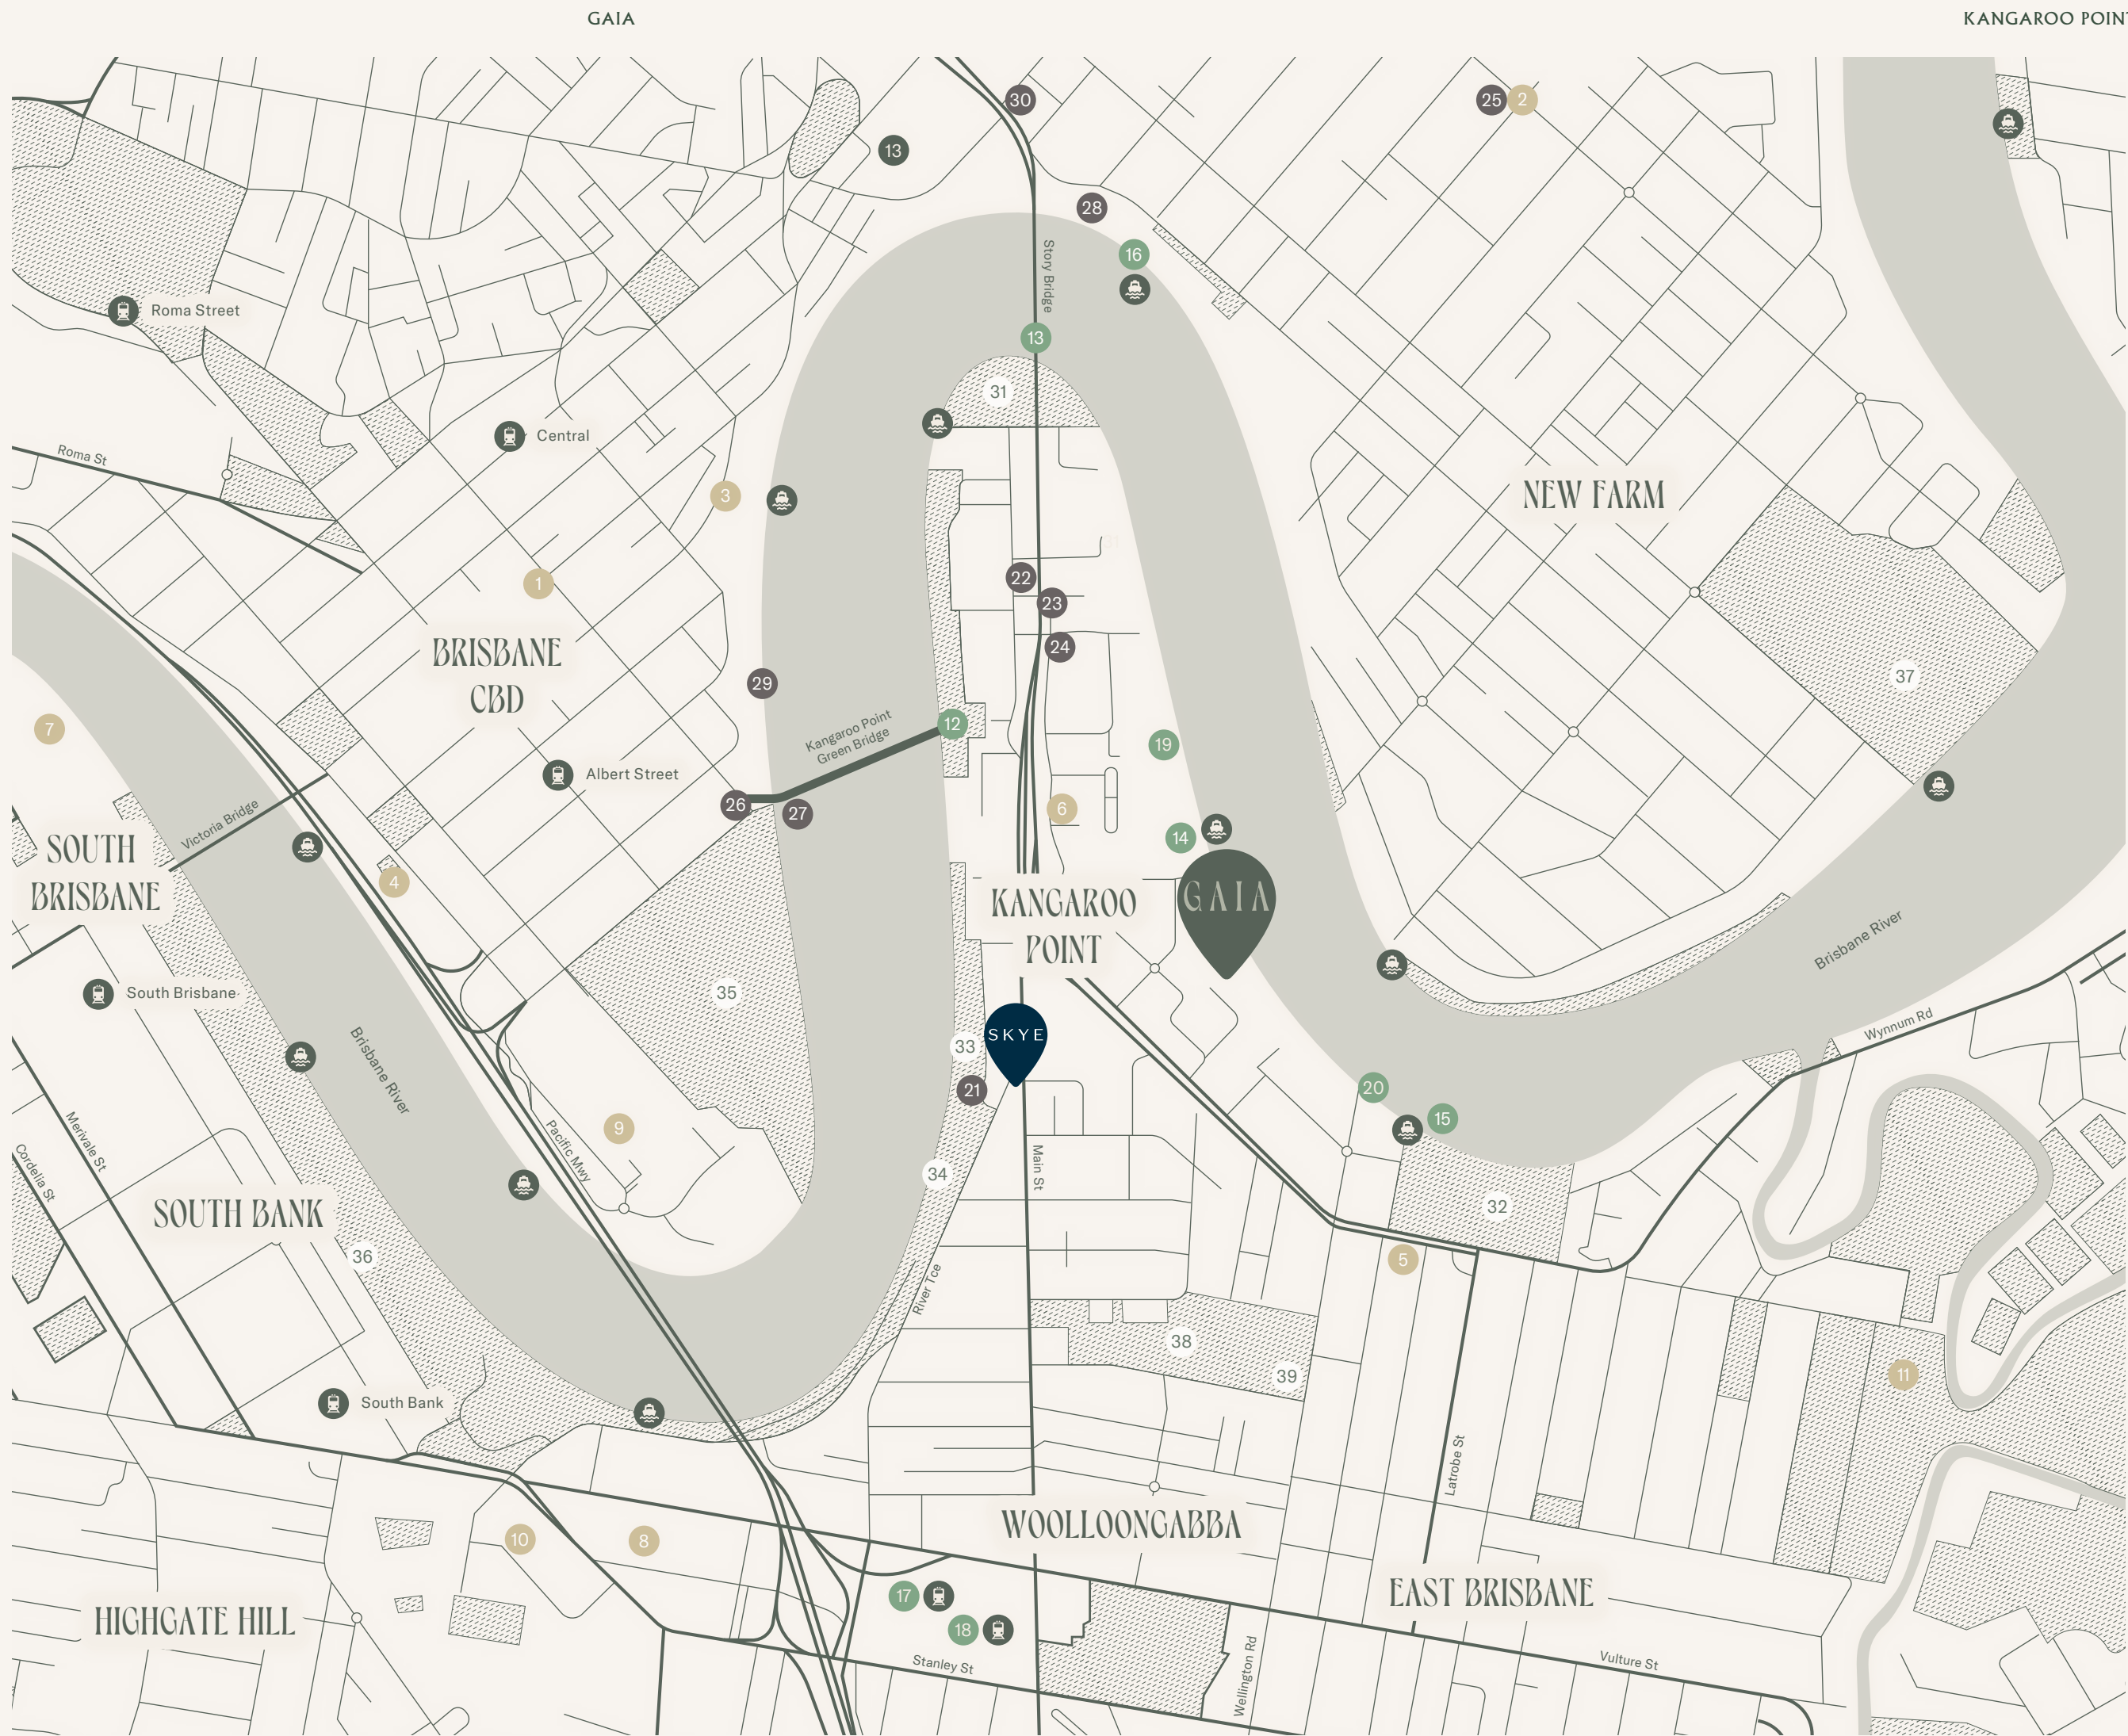 GAIA
KANGAROO POINT
30
25
2
13
28
16
Story Bridge
Roma Street
13
31
Central
Roma St
3
NEW FARM
31
1
22
23
BRISBANE
CBD
24
29
37
7
12
Kangaroo Point
Green Bridge
19
Albert Street
26
27
6
Victoria Bridge
14
SOUTH
BRISBANE
4
KANGAROO
POINT
GAIA
Brisbane River
35
South Brisbane
33
SKYE
Wynnum Rd
Brisbane River
21
20
15
Merivale St
Cordelia St
9
Pacific Mwy
34
Main St
32
SOUTH BANK
36
5
River Tce
38
39
11
South Bank
Latrobe St
WOOLLOONGABBA
10
8
17
EAST BRISBANE
HIGHGATE HILL
18
Stanley St
Wellington Rd
Vulture St